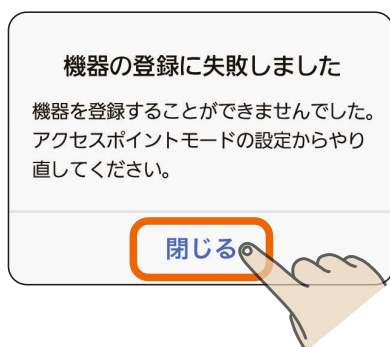 機器の登録に失敗しました
機器を登録することができませんでした。
アクセスポイントモードの設定からやり
直してください。
閉じる